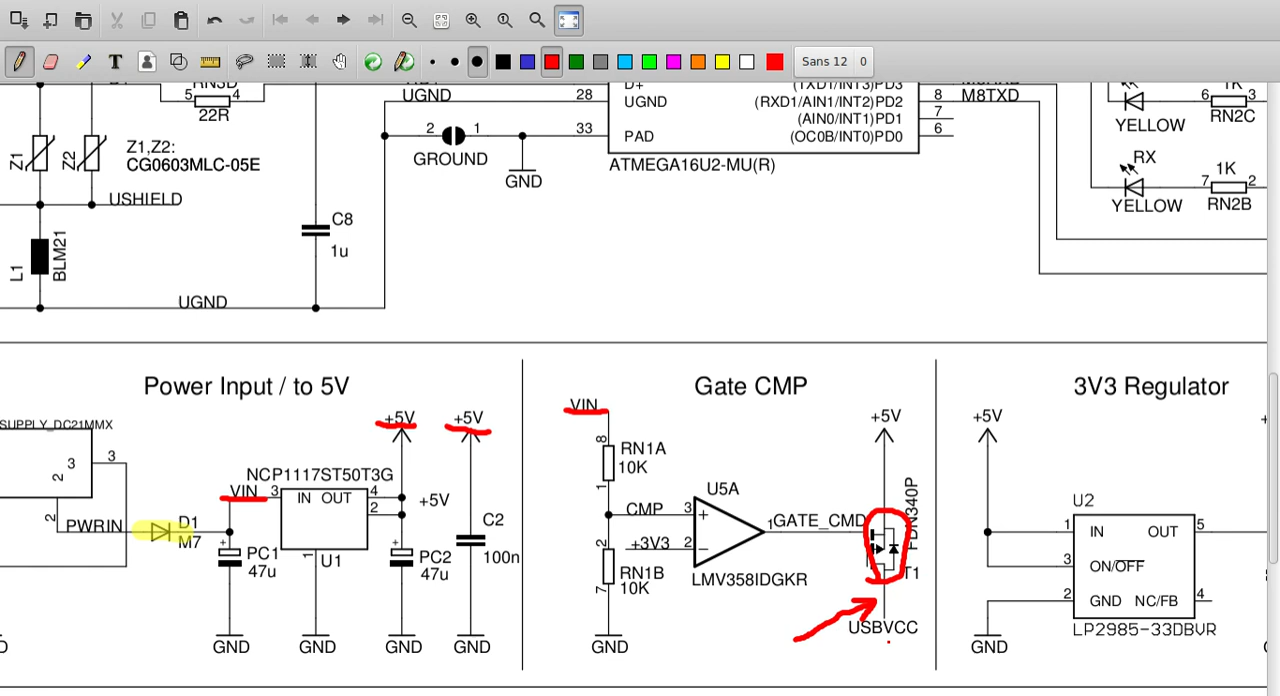 Sans 12 0
RN3D
5 4
22R
UGND 28
D+
UGND
(TXD1/INT3)PD3
(RXD1/AIN1/INT2)PD2
(AIN0/INT1)PD1
(OC0B/INT0)PD0
8 M8TXD
7
6
2 1
33
PAD
GROUND
GND
ATMEGA16U2-MU(R)
1K
6 3
RN2C
YELLOW
RX
1K
7 2
RN2B
YELLOW
Z1
Z2
Z1,Z2:
CG0603MLC-05E
USHIELD
L1
BLM21
C8
1u
UGND
Power Input / to 5V
Gate CMP
3V3 Regulator
SUPPLY_DC21MMX
3
3
2
2
PWRIN
D1
M7
VIN
NCP1117ST50T3G
3 IN OUT 4
2
1
U1
+5V
+5V
+5V
+
PC1
47u
+
PC2
47u
C2
100n
GND
GND
GND
GND
VIN
8
RN1A
10K
1
CMP 3
+
U5A
+3V3 2
−
2
RN1B
10K
7
LMV358IDGKR
1 GATE_CMD
+5V
FDN340P
T1
USBVCC
GND
+5V
U2
1 IN OUT 5
3 ON/OFF
2 GND NC/FB 4
LP2985-33DBVR
GND